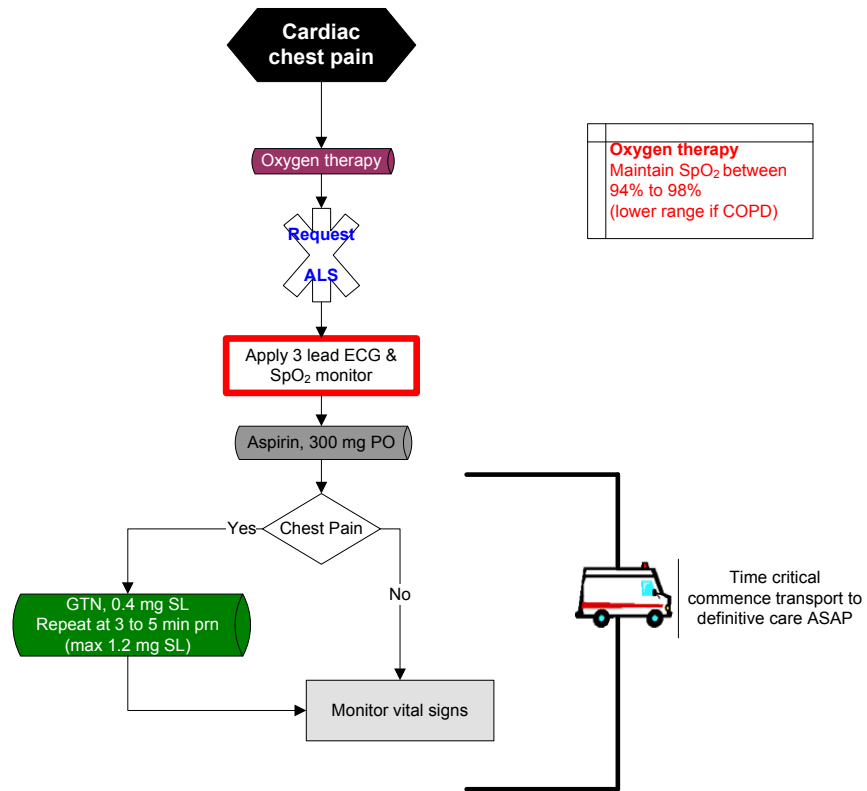 Cardiac
chest pain
Oxygen therapy
Oxygen therapy
Maintain SpO₂ between
94% to 98%
(lower range if COPD)
Request
ALS
Apply 3 lead ECG &
SpO₂ monitor
Aspirin, 300 mg PO
Chest Pain
Yes
No
GTN, 0.4 mg SL
Repeat at 3 to 5 min prn
(max 1.2 mg SL)
Monitor vital signs
Time critical
commence transport to
definitive care ASAP